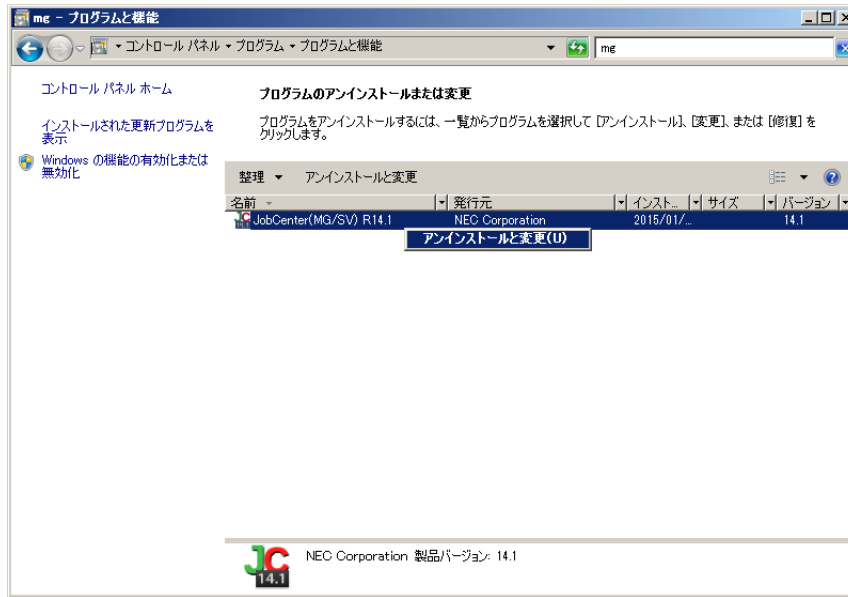 mg - プログラムと機能
コントロール パネル ▾ プログラム ▾ プログラムと機能
mg
コントロール パネル ホーム
インストールされた更新プログラムを
表示
Windows の機能の有効化または
無効化
プログラムのアンインストールまたは変更
プログラムをアンインストールするには、一覧からプログラムを選択して [アンインストール]、[変更]、または [修復] を
クリックします。
整理 ▼ アンインストールと変更
名前 発行元 インスト... サイズ バージョン
JobCenter(MG/SV) R14.1 NEC Corporation 2015/01/... 14.1
アンインストールと変更(U)
NEC Corporation 製品バージョン: 14.1
JC
14.1